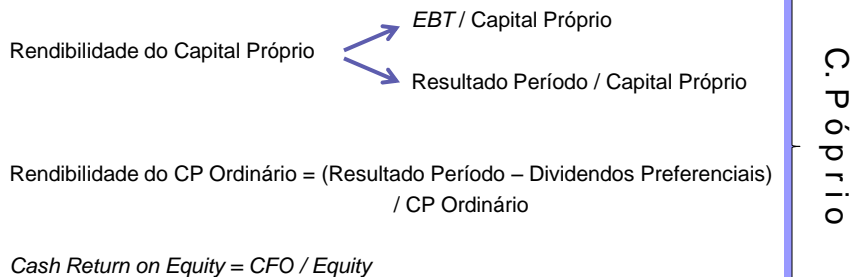 EBT / Capital Próprio
Rendibilidade do Capital Próprio
Resultado Período / Capital Próprio
Rendibilidade do CP Ordinário = (Resultado Período – Dividendos Preferenciais)
/ CP Ordinário
Cash Return on Equity = CFO / Equity
C. P ó p r i o